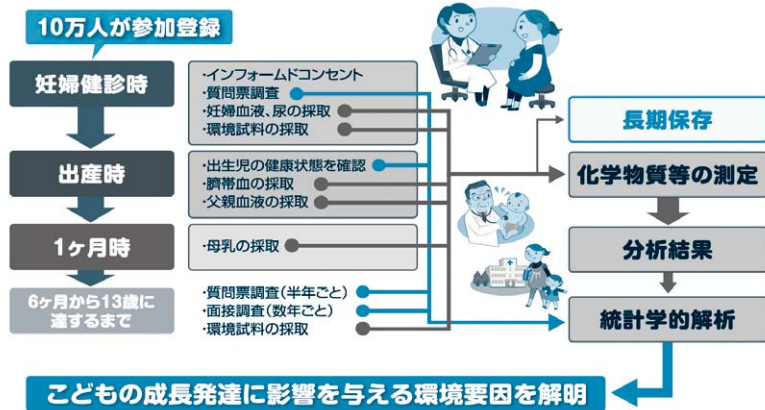 10万人が参加登録
妊婦健診時
・インフォームドコンセント
・質問票調査
・妊婦血液、尿の採取
・環境試料の採取
出産時
・出生児の健康状態を確認
・臍帯血の採取
・父親血液の採取
1ヶ月時
・母乳の採取
6ヶ月から13歳に
達するまで
・質問票調査(半年ごと)
・面接調査(数年ごと)
・環境試料の採取
長期保存
化学物質等の測定
分析結果
統計学的解析
こどもの成長発達に影響を与える環境要因を解明